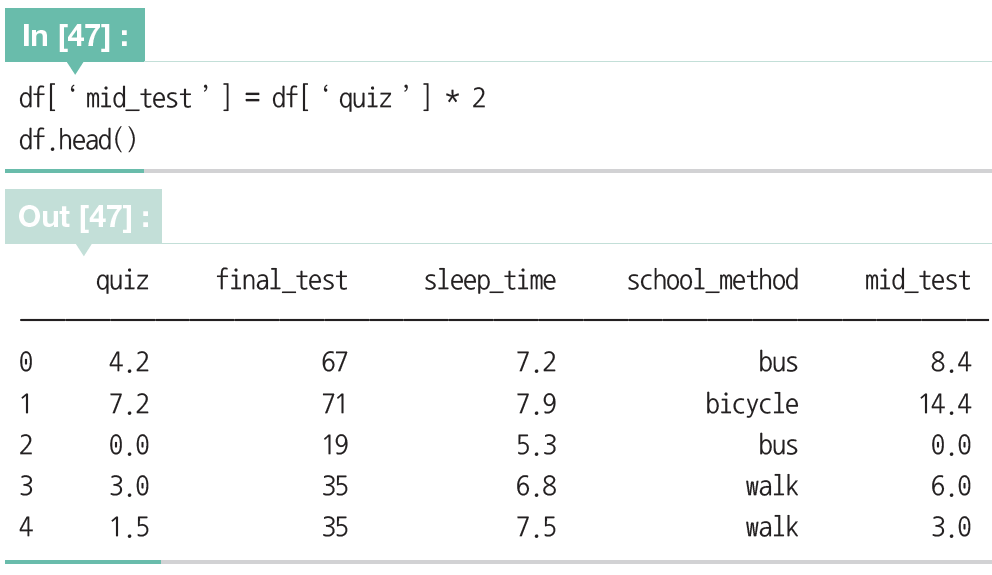 In [47] :
df[ ‘ mid_test ’ ] = df[ ‘ quiz ’ ] * 2
df.head()
Out [47] :
quiz final_test sleep_time school_method mid_test
0 4.2 67 7.2 bus 8.4
1 7.2 71 7.9 bicycle 14.4
2 0.0 19 5.3 bus 0.0
3 3.0 35 6.8 walk 6.0
4 1.5 35 7.5 walk 3.0